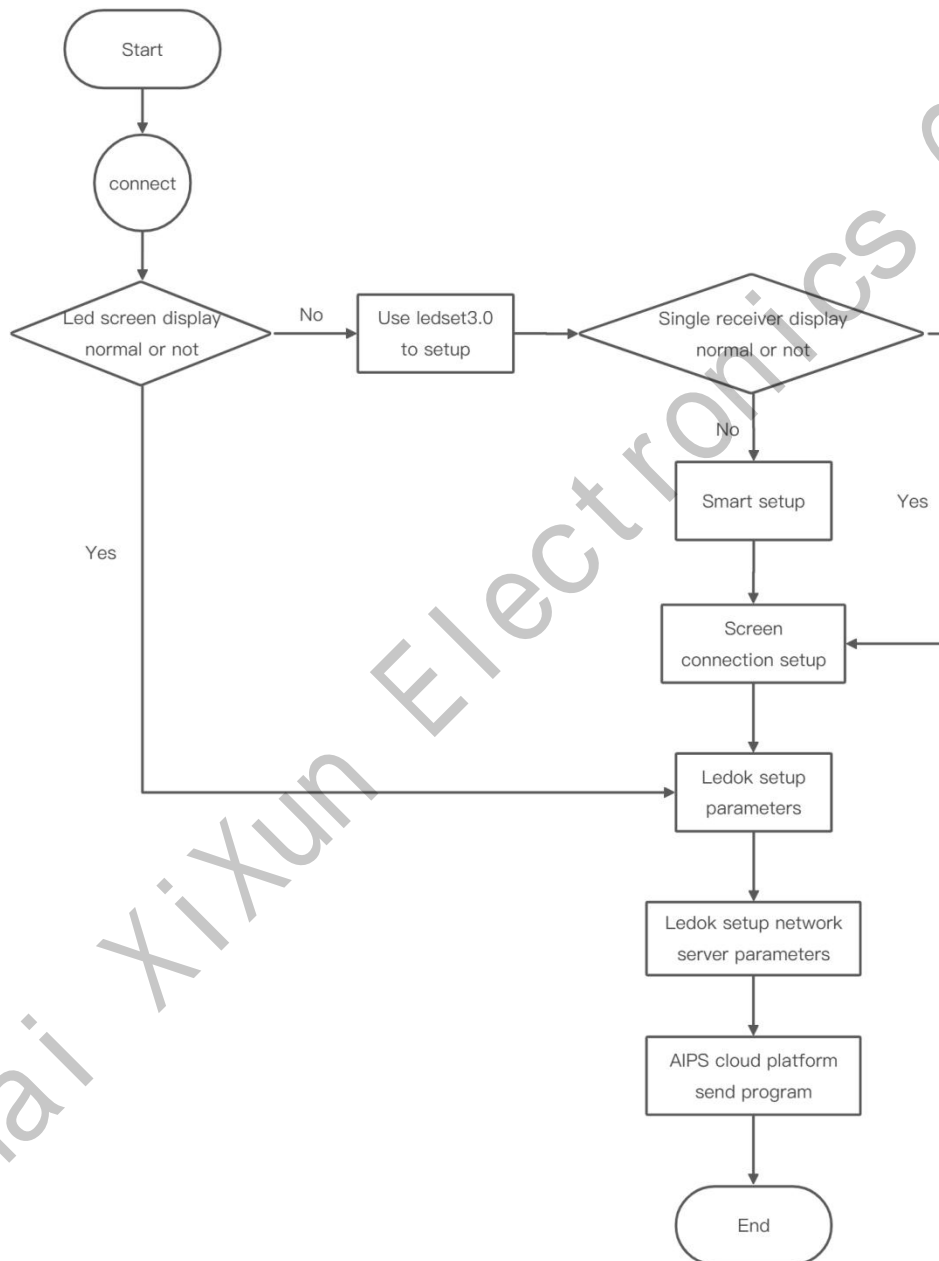 Start
connect
Led screen display
normal or not
No
Use ledset3.0
to setup
Single receiver display
normal or not
No
Smart setup
Yes
Yes
Screen
connection setup
Ledok setup
parameters
Ledok setup network
server parameters
AIPS cloud platform
send program
End
hai XiXun Electronics